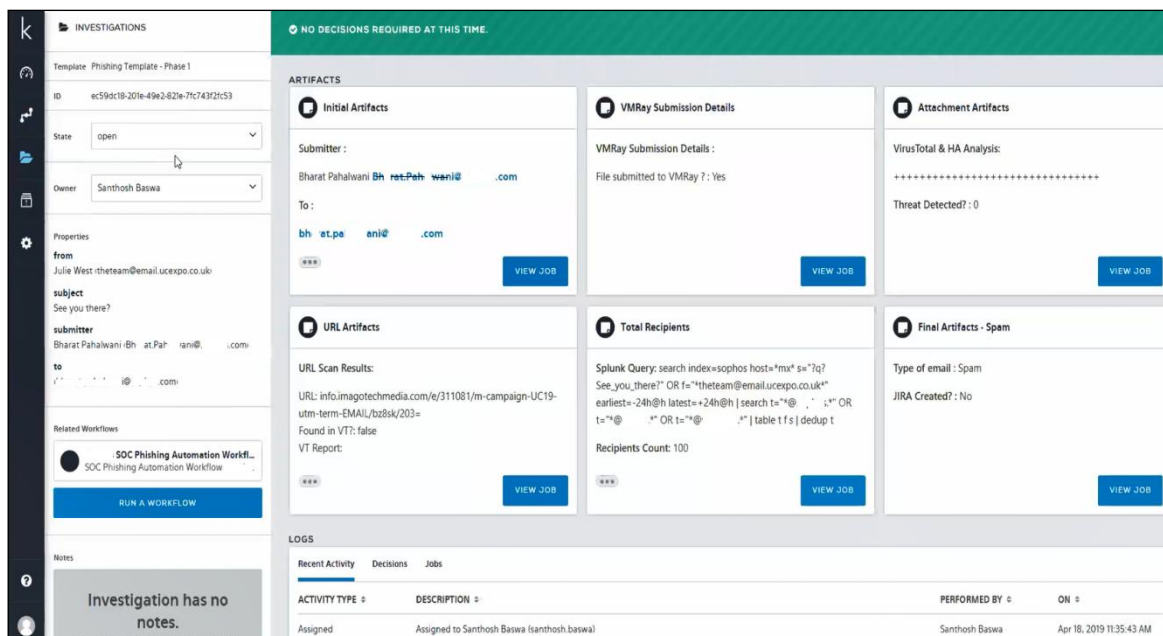 k
INVESTIGATIONS
Template Phishing Template - Phase 1
ID ec59dc18-201e-49e2-821e-7fc743f2fc53
State open
Owner Santhosh Baswa
Properties
from
Julie West theteam@email.ucexpo.co.uk
subject
See you there?
submitter
Bharat Pahalwani
.com
to
.com
Related Workflows
SOC Phishing Automation Workfl...
SOC Phishing Automation Workflow
RUN A WORKFLOW
Notes
Investigation has no
notes.
NO DECISIONS REQUIRED AT THIS TIME.
ARTIFACTS
Initial Artifacts
Submitter :
Bharat Pahalwani
.com
To :
.com
VIEW JOB
VMRay Submission Details
VMRay Submission Details :
File submitted to VMRay ? : Yes
VIEW JOB
Attachment Artifacts
VirusTotal & HA Analysis:
++++++++++++++++++++++++++++++++
Threat Detected? : 0
VIEW JOB
URL Artifacts
URL Scan Results:
URL: info.imagotechmedia.com/e/311081/m-campaign-UC19-
utm-term-EMAIL/bz8sk/203=
Found in VT?: false
VT Report:
VIEW JOB
Total Recipients
Splunk Query: search index=sophos host=*mx* s="?q?
See_you_there?" OR f="*theteam@email.ucexpo.co.uk*"
earliest=-24h@h latest=+24h@h | search t="*@ .*" OR
t="*@ .*" OR t="*@ .*" | table t f s | dedup t
Recipients Count: 100
VIEW JOB
Final Artifacts - Spam
Type of email : Spam
JIRA Created? : No
VIEW JOB
LOGS
Recent Activity Decisions Jobs
ACTIVITY TYPE DESCRIPTION PERFORMED BY ON
Assigned Assigned to Santhosh Baswa (santhosh.baswa) Santhosh Baswa Apr 18, 2019 11:35:43 AM